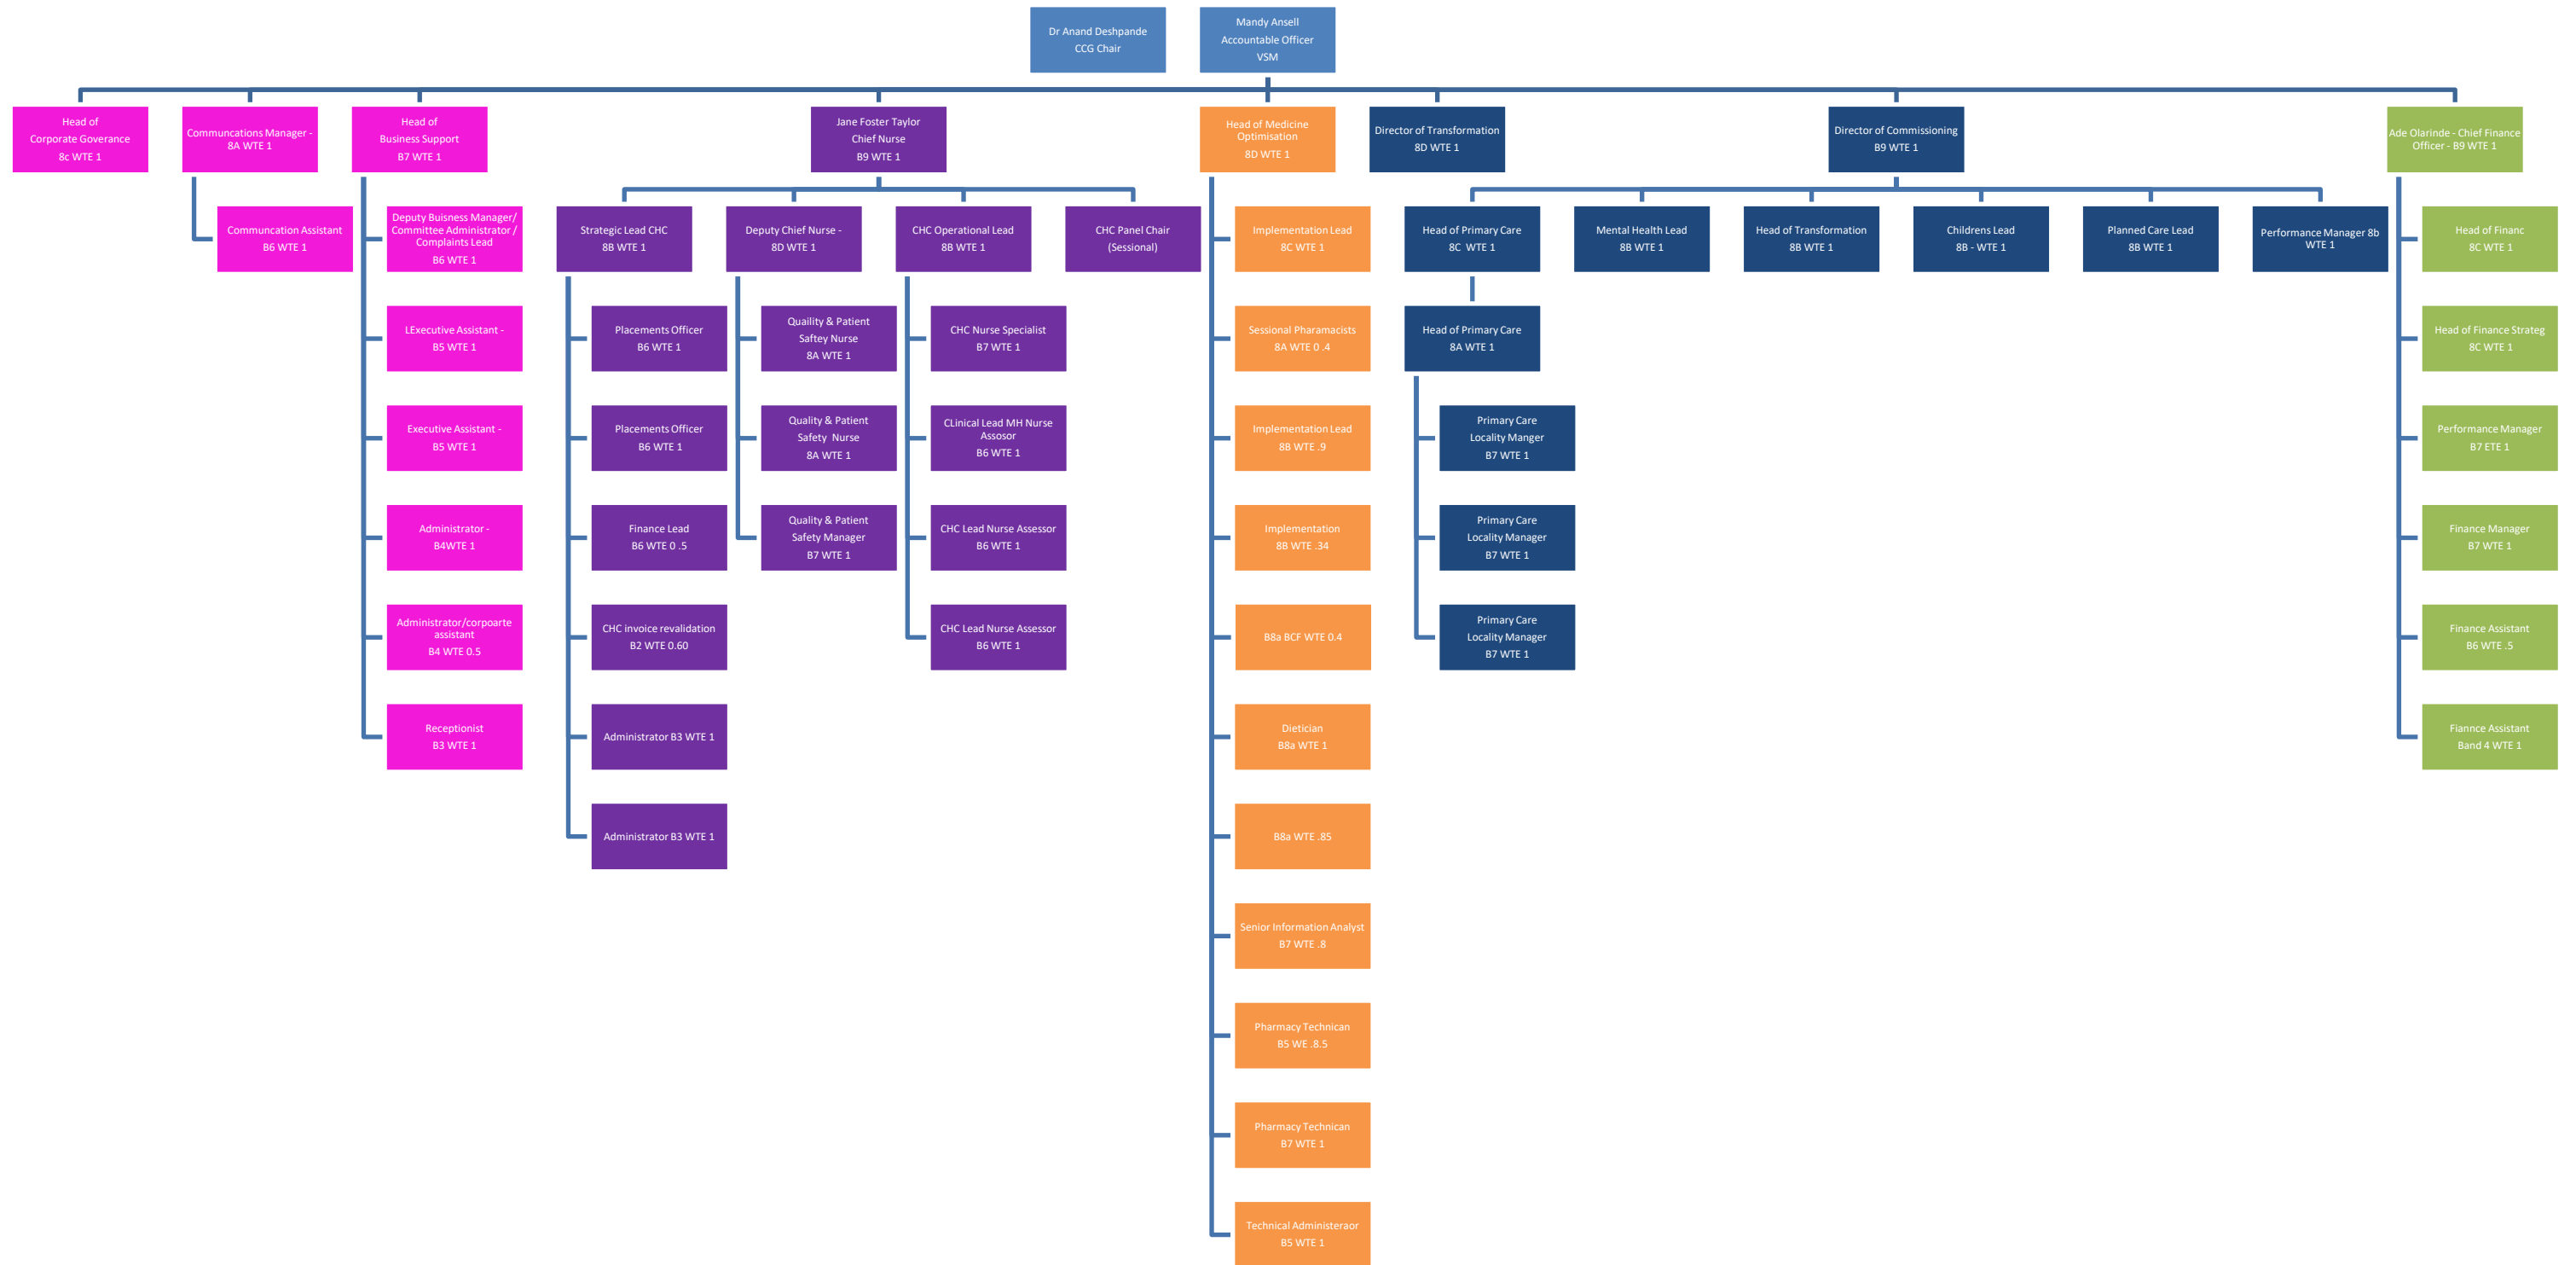 Dr Anand Deshpande
CCG Chair
Mandy Ansell
Accountable Officer
VSM
Head of
Corporate Goverance
8c WTE 1
Communcations Manager -
8A WTE 1
Head of
Business Support
B7 WTE 1
Jane Foster Taylor
Chief Nurse
B9 WTE 1
Head of Medicine
Optimisation
8D WTE 1
Director of Transformation
8D WTE 1
Director of Commissioning
B9 WTE 1
Ade Olarinde - Chief Finance
Officer - B9 WTE 1
Communcation Assistant
B6 WTE 1
Deputy Buisness Manager/
Committee Administrator /
Complaints Lead
B6 WTE 1
Strategic Lead CHC
8B WTE 1
Deputy Chief Nurse -
8D WTE 1
CHC Operational Lead
8B WTE 1
CHC Panel Chair
(Sessional)
Implementation Lead
8C WTE 1
Head of Primary Care
8C WTE 1
Mental Health Lead
8B WTE 1
Head of Transformation
8B WTE 1
Childrens Lead
8B - WTE 1
Planned Care Lead
8B WTE 1
Performance Manager 8b
WTE 1
Head of Financ
8C WTE 1
LExecutive Assistant -
B5 WTE 1
Placements Officer
B6 WTE 1
Quaility & Patient
Saftey Nurse
8A WTE 1
CHC Nurse Specialist
B7 WTE 1
Sessional Pharamacists
8A WTE 0 .4
Head of Primary Care
8A WTE 1
Head of Finance Strateg
8C WTE 1
Executive Assistant -
B5 WTE 1
Placements Officer
B6 WTE 1
Quality & Patient
Safety Nurse
8A WTE 1
CLinical Lead MH Nurse
Assosor
B6 WTE 1
Implementation Lead
8B WTE .9
Primary Care
Locality Manger
B7 WTE 1
Performance Manager
B7 ETE 1
Administrator -
B4WTE 1
Finance Lead
B6 WTE 0 .5
Quality & Patient
Safety Manager
B7 WTE 1
CHC Lead Nurse Assessor
B6 WTE 1
Implementation
8B WTE .34
Primary Care
Locality Manager
B7 WTE 1
Finance Manager
B7 WTE 1
Administrator/corpoarte
assistant
B4 WTE 0.5
CHC invoice revalidation
B2 WTE 0.60
CHC Lead Nurse Assessor
B6 WTE 1
B8a BCF WTE 0.4
Primary Care
Locality Manager
B7 WTE 1
Finance Assistant
B6 WTE .5
Receptionist
B3 WTE 1
Administrator B3 WTE 1
Dietician
B8a WTE 1
Fiannce Assistant
Band 4 WTE 1
Administrator B3 WTE 1
B8a WTE .85
Senior Information Analyst
B7 WTE .8
Pharmacy Technican
B5 WE .8.5
Pharmacy Technican
B7 WTE 1
Technical Administeraor
B5 WTE 1